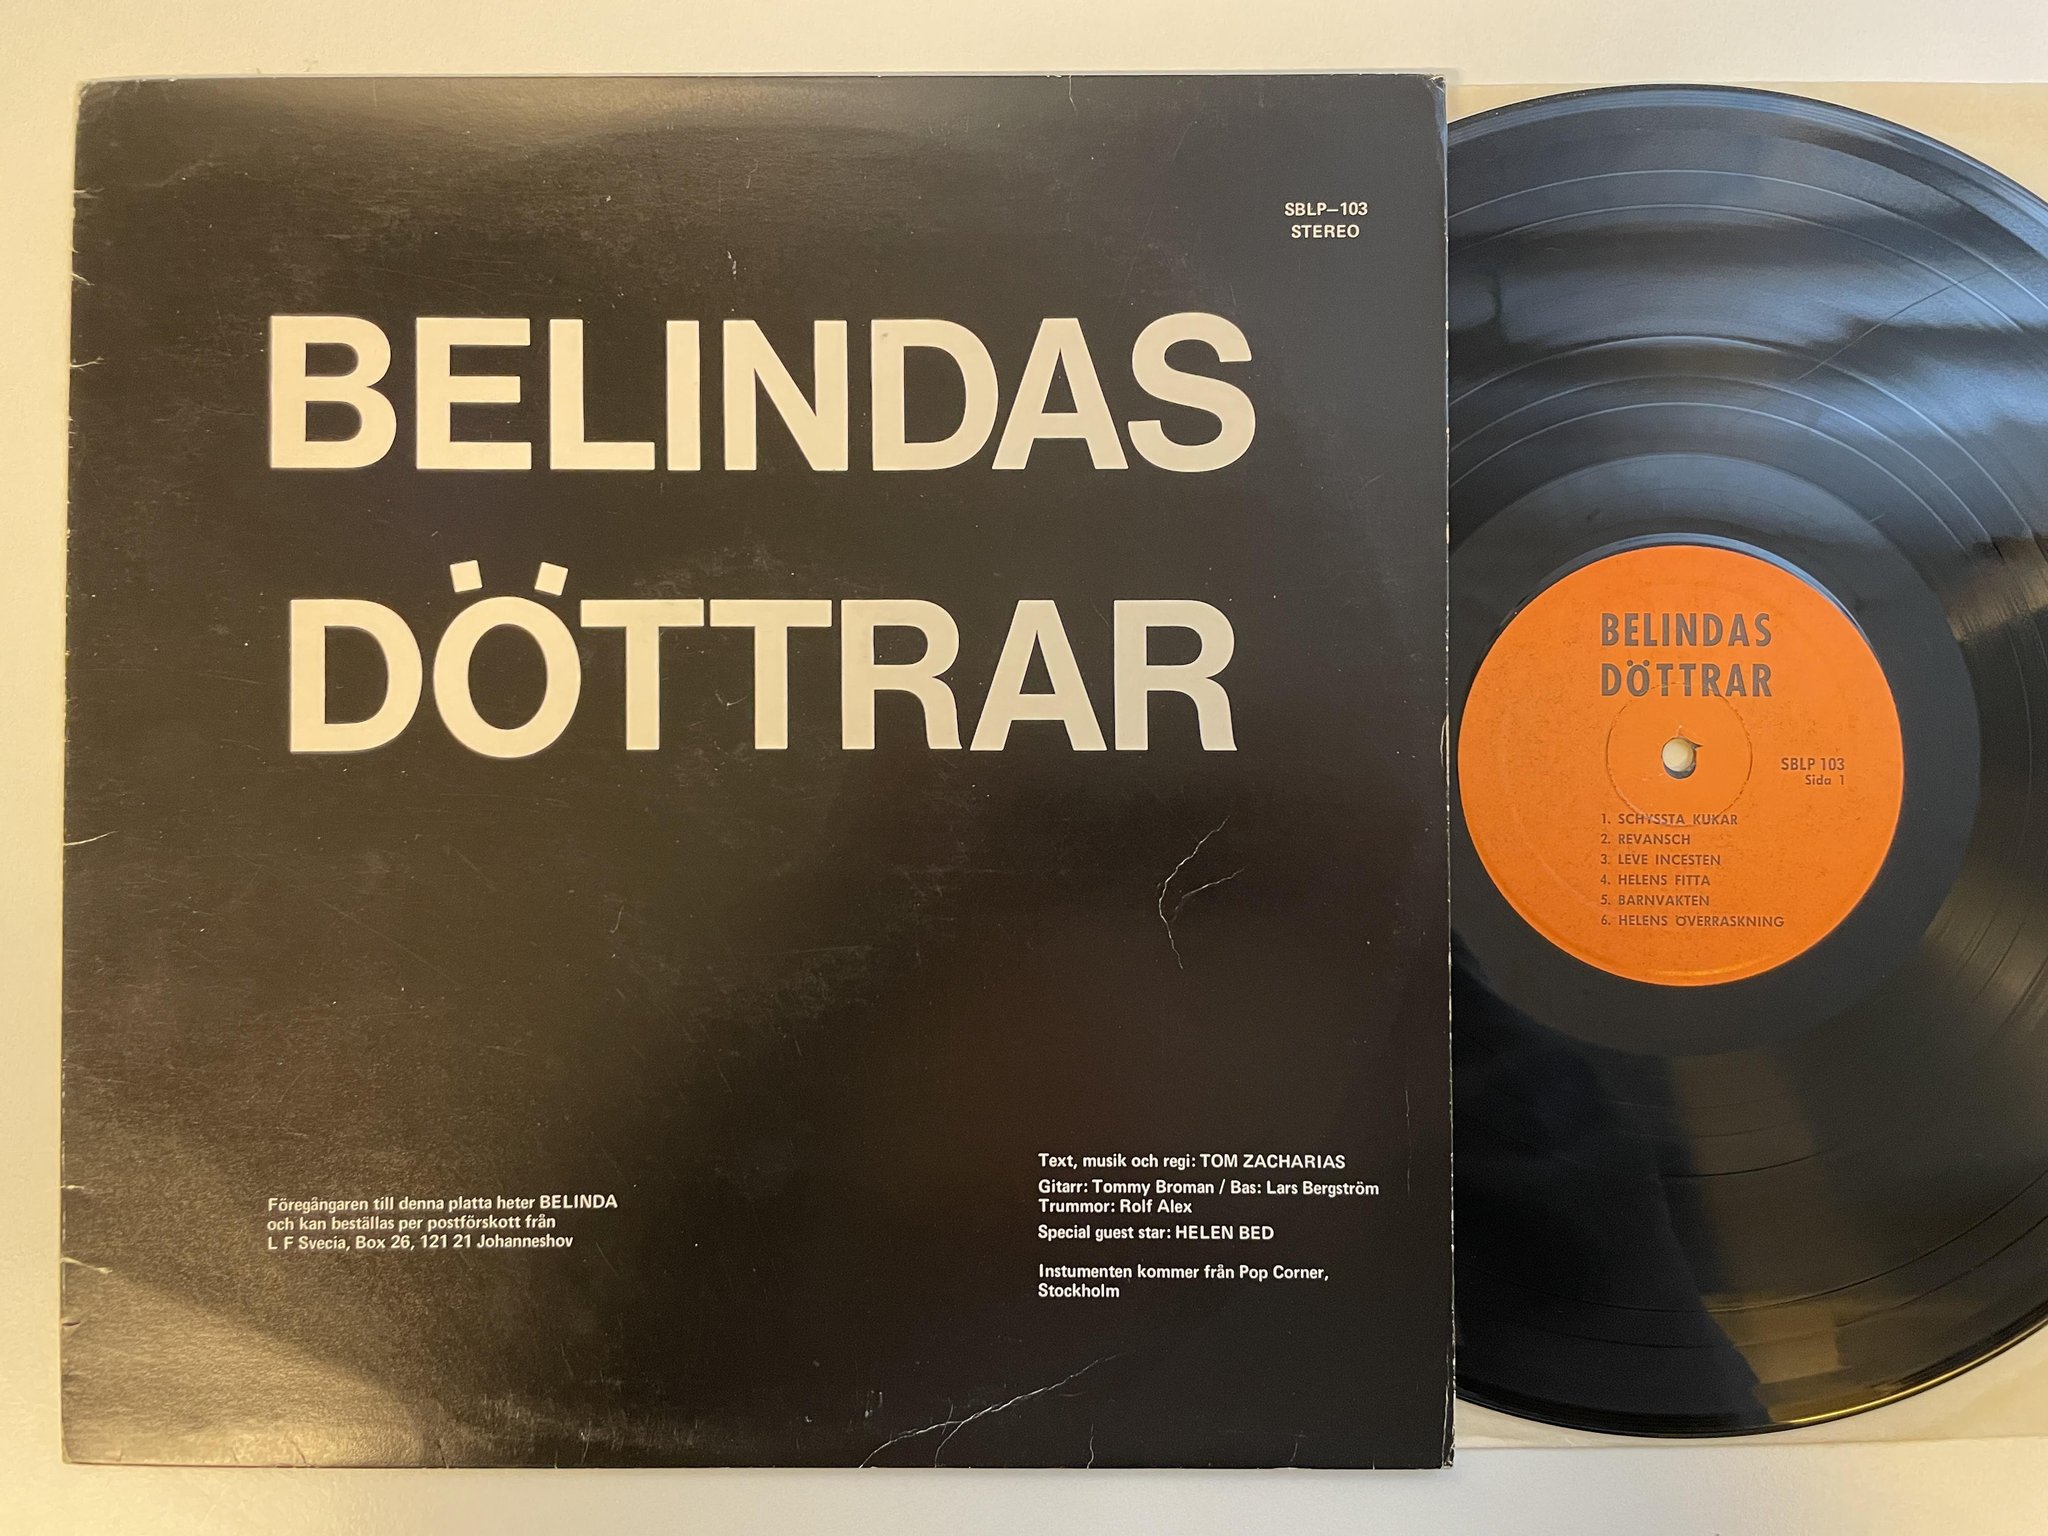 SBLP–103
STEREO
BELINDAS
DÖTTRAR
Föregångaren till denna platta heter BELINDA
och kan beställas per postförskott från
L F Svecia, Box 26, 121 21 Johanneshov
Text, musik och regi: TOM ZACHARIAS
Gitarr: Tommy Broman / Bas: Lars Bergström
Trummor: Rolf Alex
Special guest star: HELEN BED
Instumenten kommer från Pop Corner,
Stockholm
BELINDAS
DÖTTRAR
SBLP 103
Sida 1
1. SCHYSSTA KUKAR
2. REVANSCH
3. LEVE INCESTEN
4. HELENS FITTA
5. BARNVAKTEN
6. HELENS ÖVERRASKNING